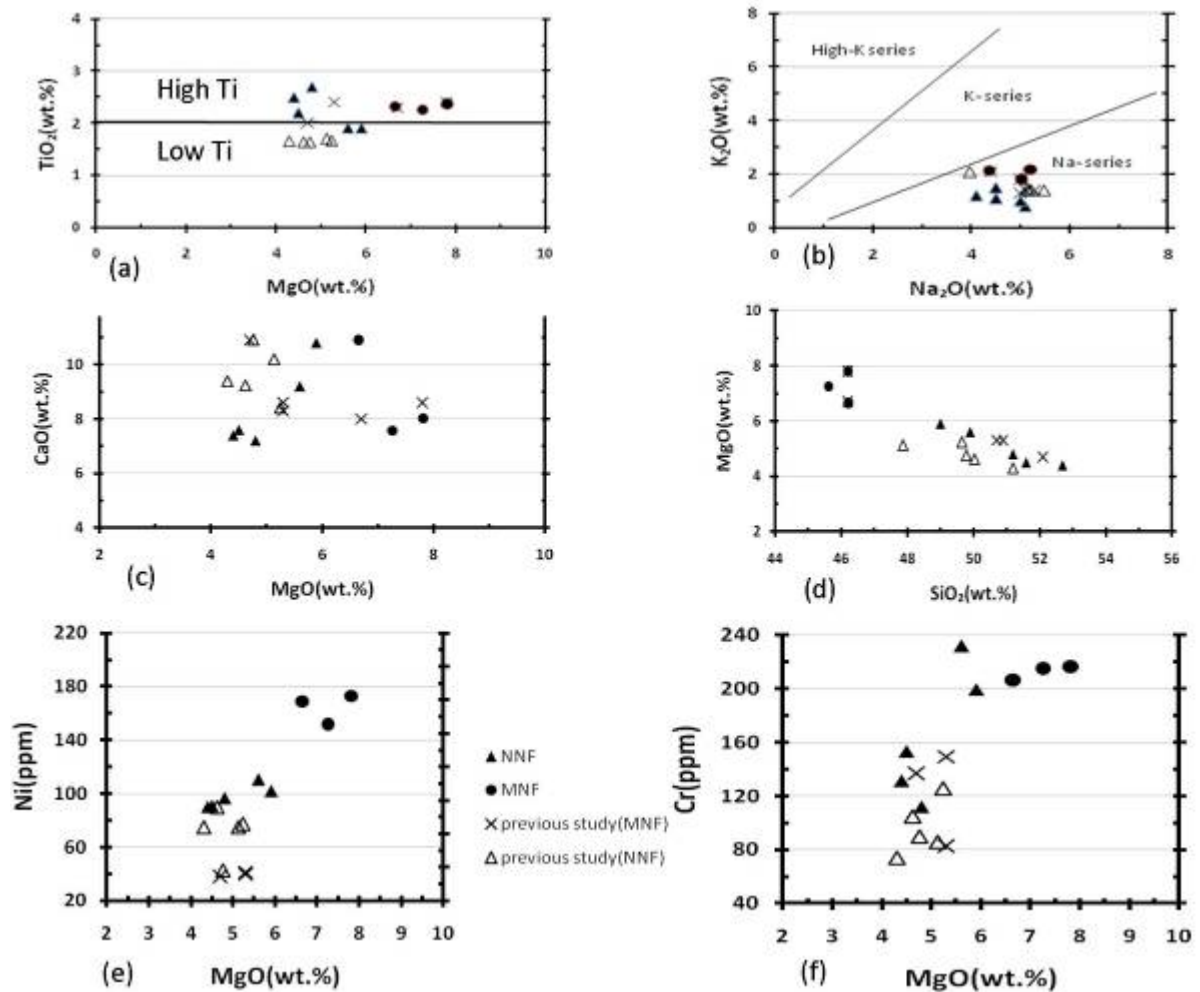 4
3
2
1
0
TiO₂(wt.%)
High Ti
Low Ti
0 2 4 6 8 10
(a)
MgO(wt.%)
8
6
4
2
0
K₂O(wt.%)
High-K series
K-series
Na-series
0 2 4 6 8
(b)
Na₂O(wt.%)
10
8
6
4
CaO(wt.%)
2 4 6 8 10
(c)
MgO(wt.%)
8
6
4
2
MgO(wt.%)
44 46 48 50 52 54 56
(d)
SiO₂(wt.%)
220
180
140
100
60
20
Ni(ppm)
2 3 4 5 6 7 8 9 10
(e)
MgO(wt.%)
NNF
MNF
previous study(MNF)
previous study(NNF)
240
200
160
120
80
40
Cr(ppm)
2 3 4 5 6 7 8 9 10
(f)
MgO(wt.%)